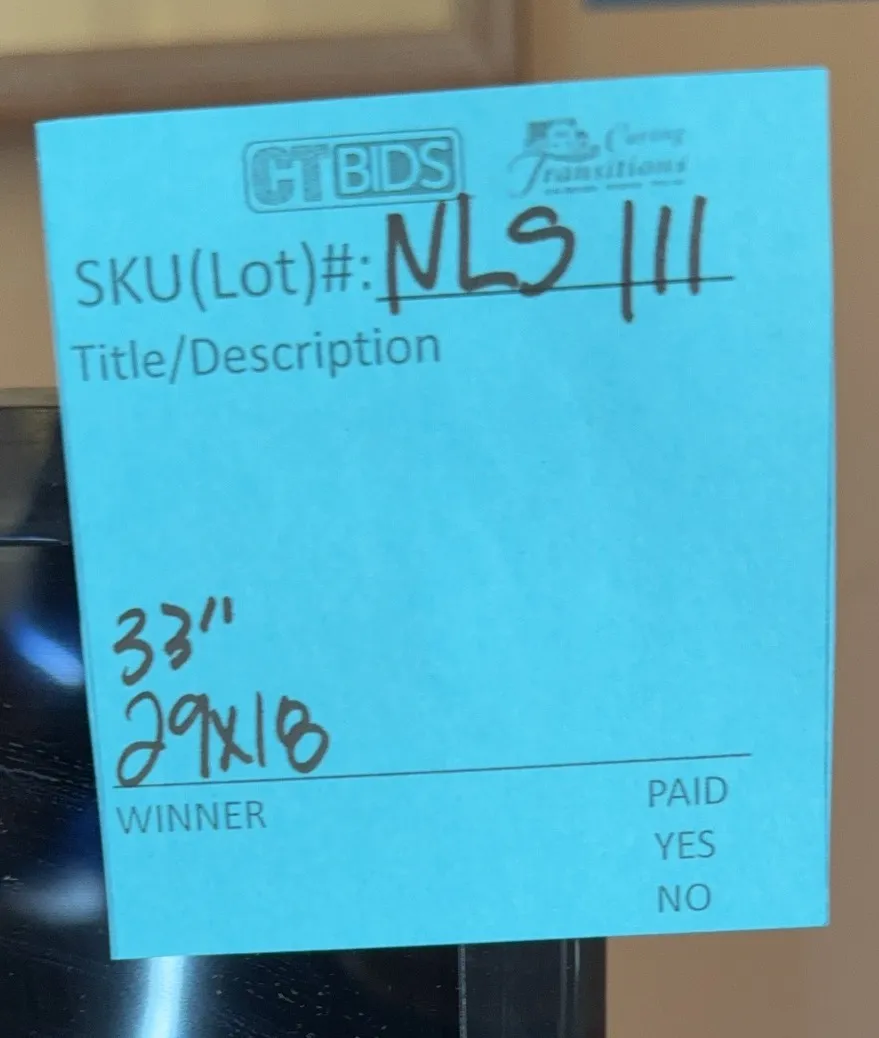 CTBIDS Caring Transitions
SKU(Lot)#: NLS 111
Title/Description
33"
29x18
WINNER PAID
YES
NO